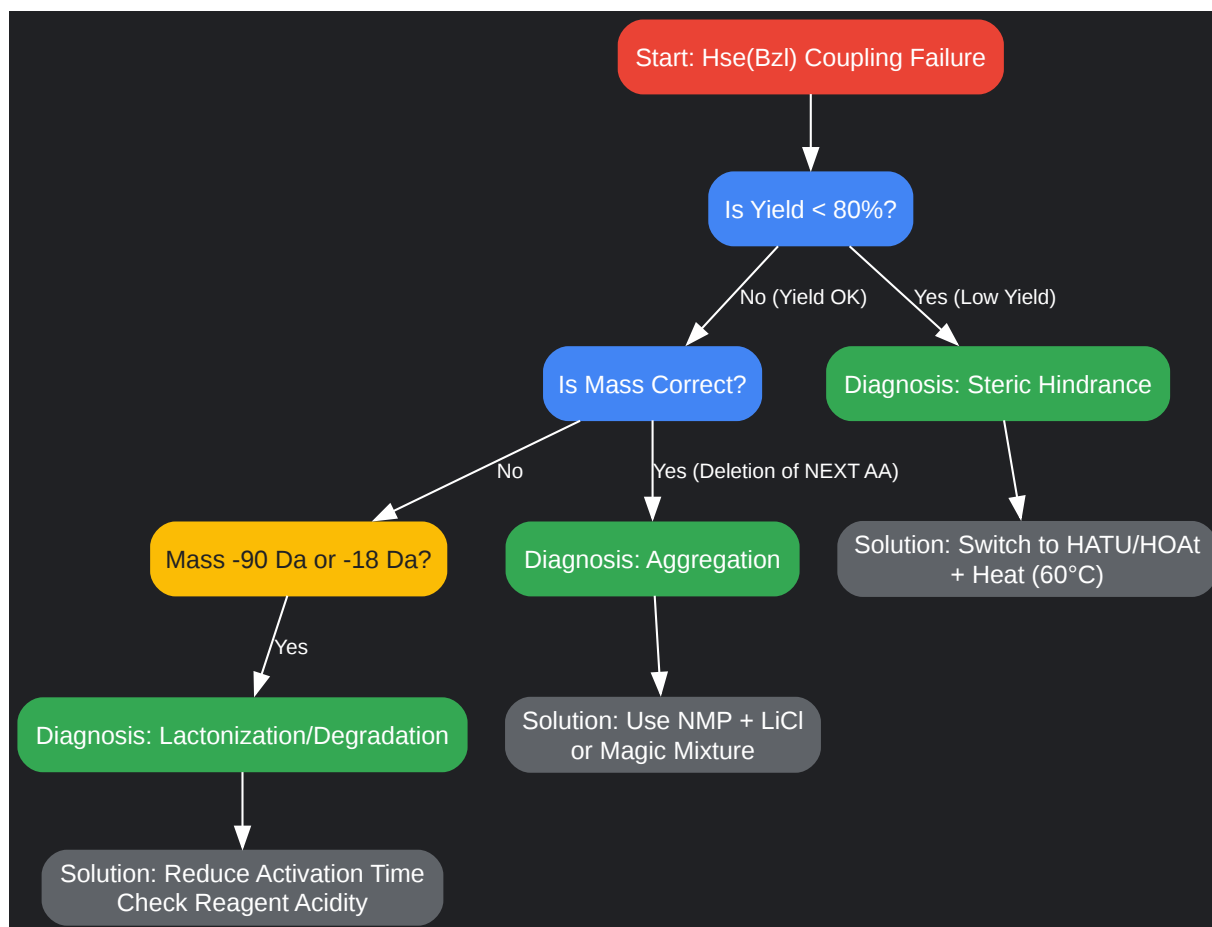 Start: Hse(Bzl) Coupling Failure
Is Yield < 80%?
No (Yield OK)
Yes (Low Yield)
Is Mass Correct?
Diagnosis: Steric Hindrance
No
Yes (Deletion of NEXT AA)
Mass -90 Da or -18 Da?
Diagnosis: Aggregation
Solution: Switch to HATU/HOAt
+ Heat (60°C)
Yes
Diagnosis: Lactonization/Degradation
Solution: Use NMP + LiCl
or Magic Mixture
Solution: Reduce Activation Time
Check Reagent Acidity